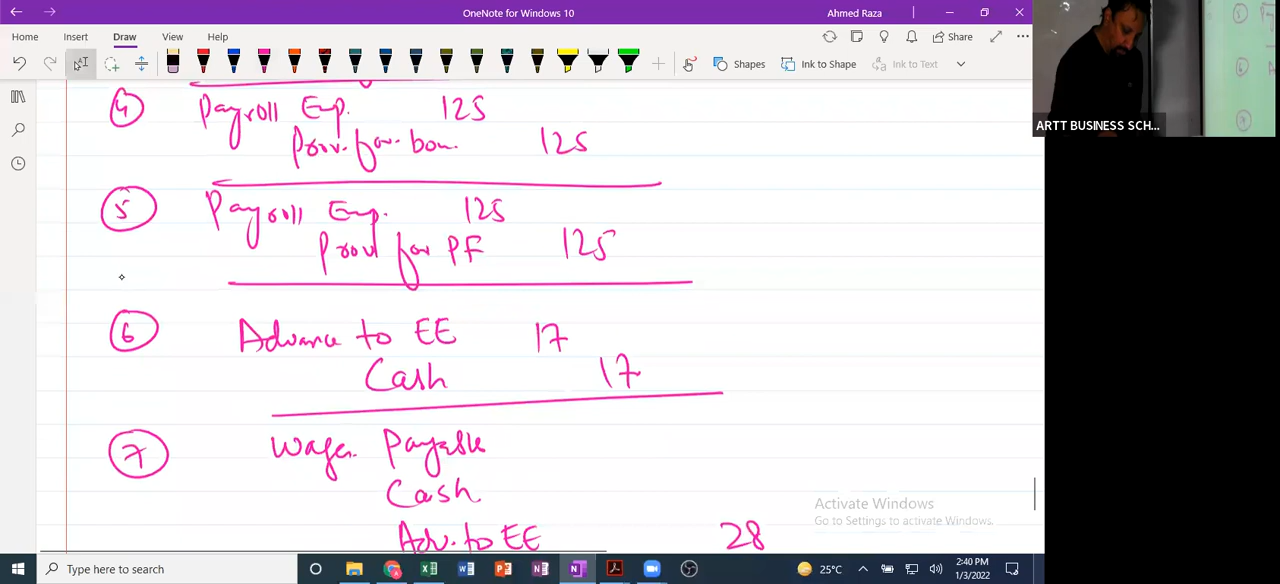 OneNote for Windows 10
Ahmed Raza
Home Insert Draw View Help
Share
Shapes Ink to Shape Ink to Text
ARTT BUSINESS SCH...
4 Payroll Exp. 125
Prov. for. bon. 125
5 Payroll Exp. 125
Prov for PF 125
6 Advance to EE 17
Cash 17
7 Wages Payable
Cash
Adv. to EE 28
Activate Windows
Go to Settings to activate Windows.
Type here to search
25°C
2:40 PM
1/3/2022